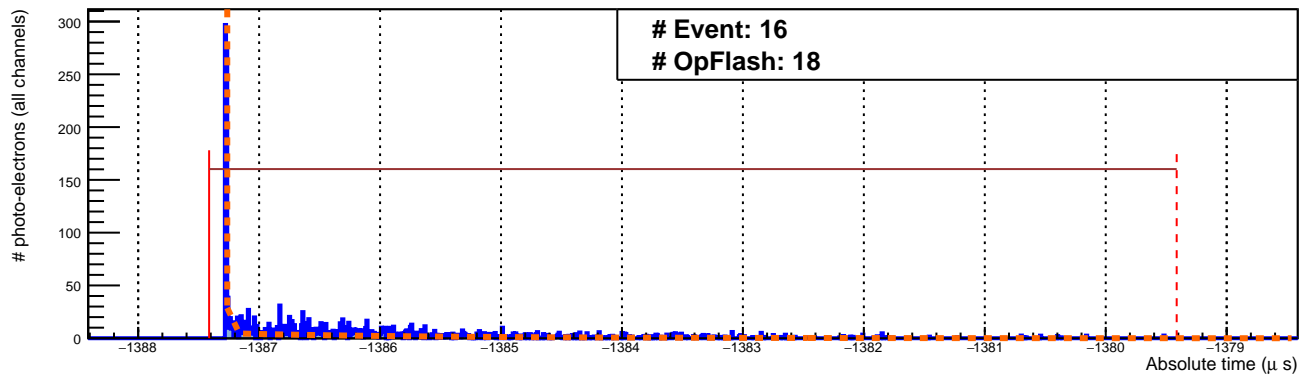 # Event: 16
# OpFlash: 18
# photo-electrons (all channels)
300
250
200
150
100
50
0
−1388 −1387 −1386 −1385 −1384 −1383 −1382 −1381 −1380 −1379
Absolute time (μ s)